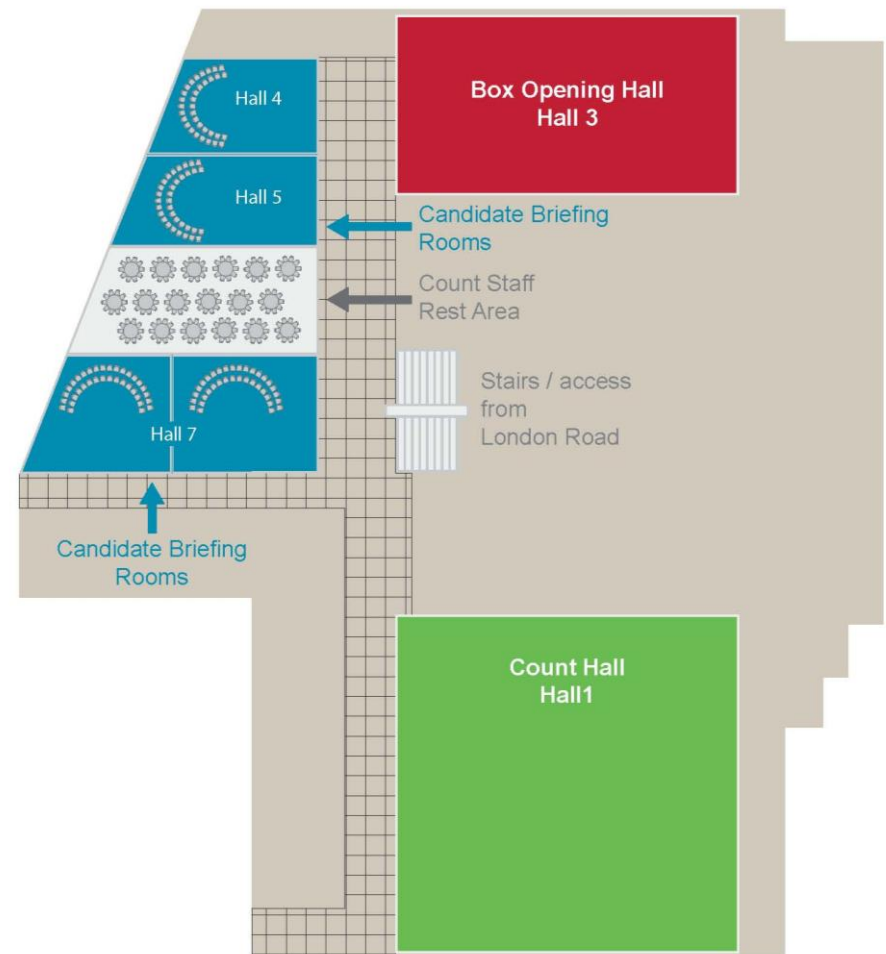 Hall 4
Box Opening Hall
Hall 3
Hall 5
Candidate Briefing
Rooms
Count Staff
Rest Area
Stairs / access
from
London Road
Hall 7
Candidate Briefing
Rooms
Count Hall
Hall1